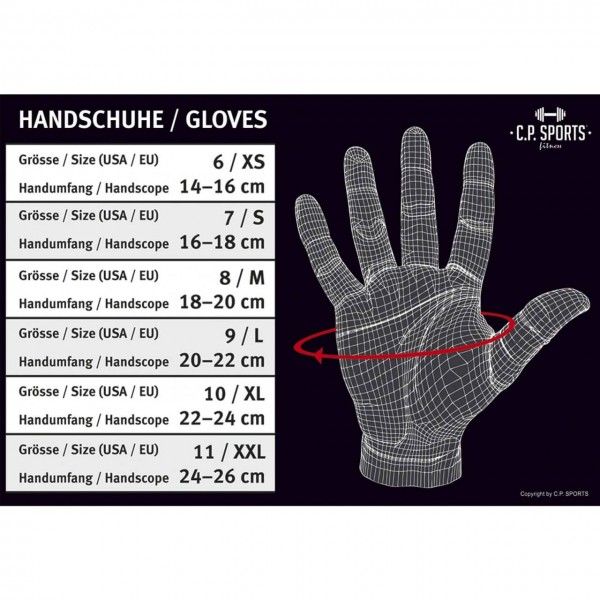 HANDSCHUHE / GLOVES
C.P. SPORTS
fitness
Grösse / Size (USA / EU) 6 / XS
Handumfang / Handscope 14–16 cm
Grösse / Size (USA / EU) 7 / S
Handumfang / Handscope 16–18 cm
Grösse / Size (USA / EU) 8 / M
Handumfang / Handscope 18–20 cm
Grösse / Size (USA / EU) 9 / L
Handumfang / Handscope 20–22 cm
Grösse / Size (USA / EU) 10 / XL
Handumfang / Handscope 22–24 cm
Grösse / Size (USA / EU) 11 / XXL
Handumfang / Handscope 24–26 cm
Copyright by C.P. SPORTS